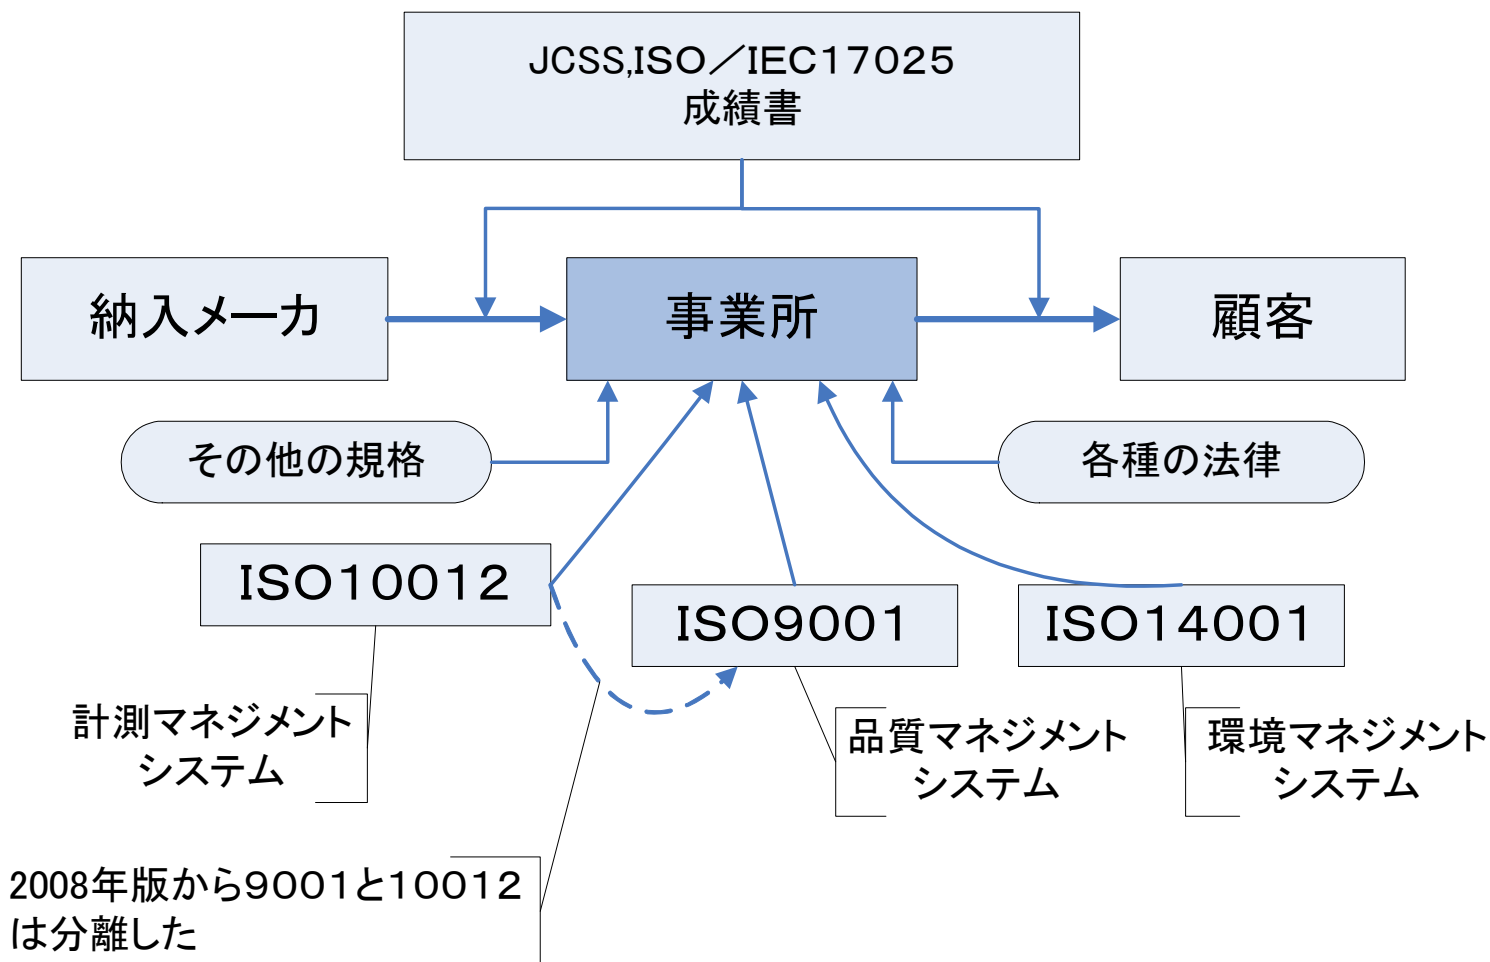 JCSS,ISO／IEC１７０２５
成績書
納入メーカ
事業所
顧客
その他の規格
各種の法律
ISO１００１２
ISO９００１
ISO１４００１
計測マネジメント
システム
品質マネジメント
システム
環境マネジメント
システム
2008年版から９００１と１００１２
は分離した